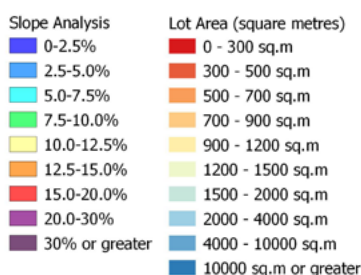 Slope Analysis
0-2.5%
2.5-5.0%
5.0-7.5%
7.5-10.0%
10.0-12.5%
12.5-15.0%
15.0-20.0%
20.0-30%
30% or greater
Lot Area (square metres)
0 - 300 sq.m
300 - 500 sq.m
500 - 700 sq.m
700 - 900 sq.m
900 - 1200 sq.m
1200 - 1500 sq.m
1500 - 2000 sq.m
2000 - 4000 sq.m
4000 - 10000 sq.m
10000 sq.m or greater